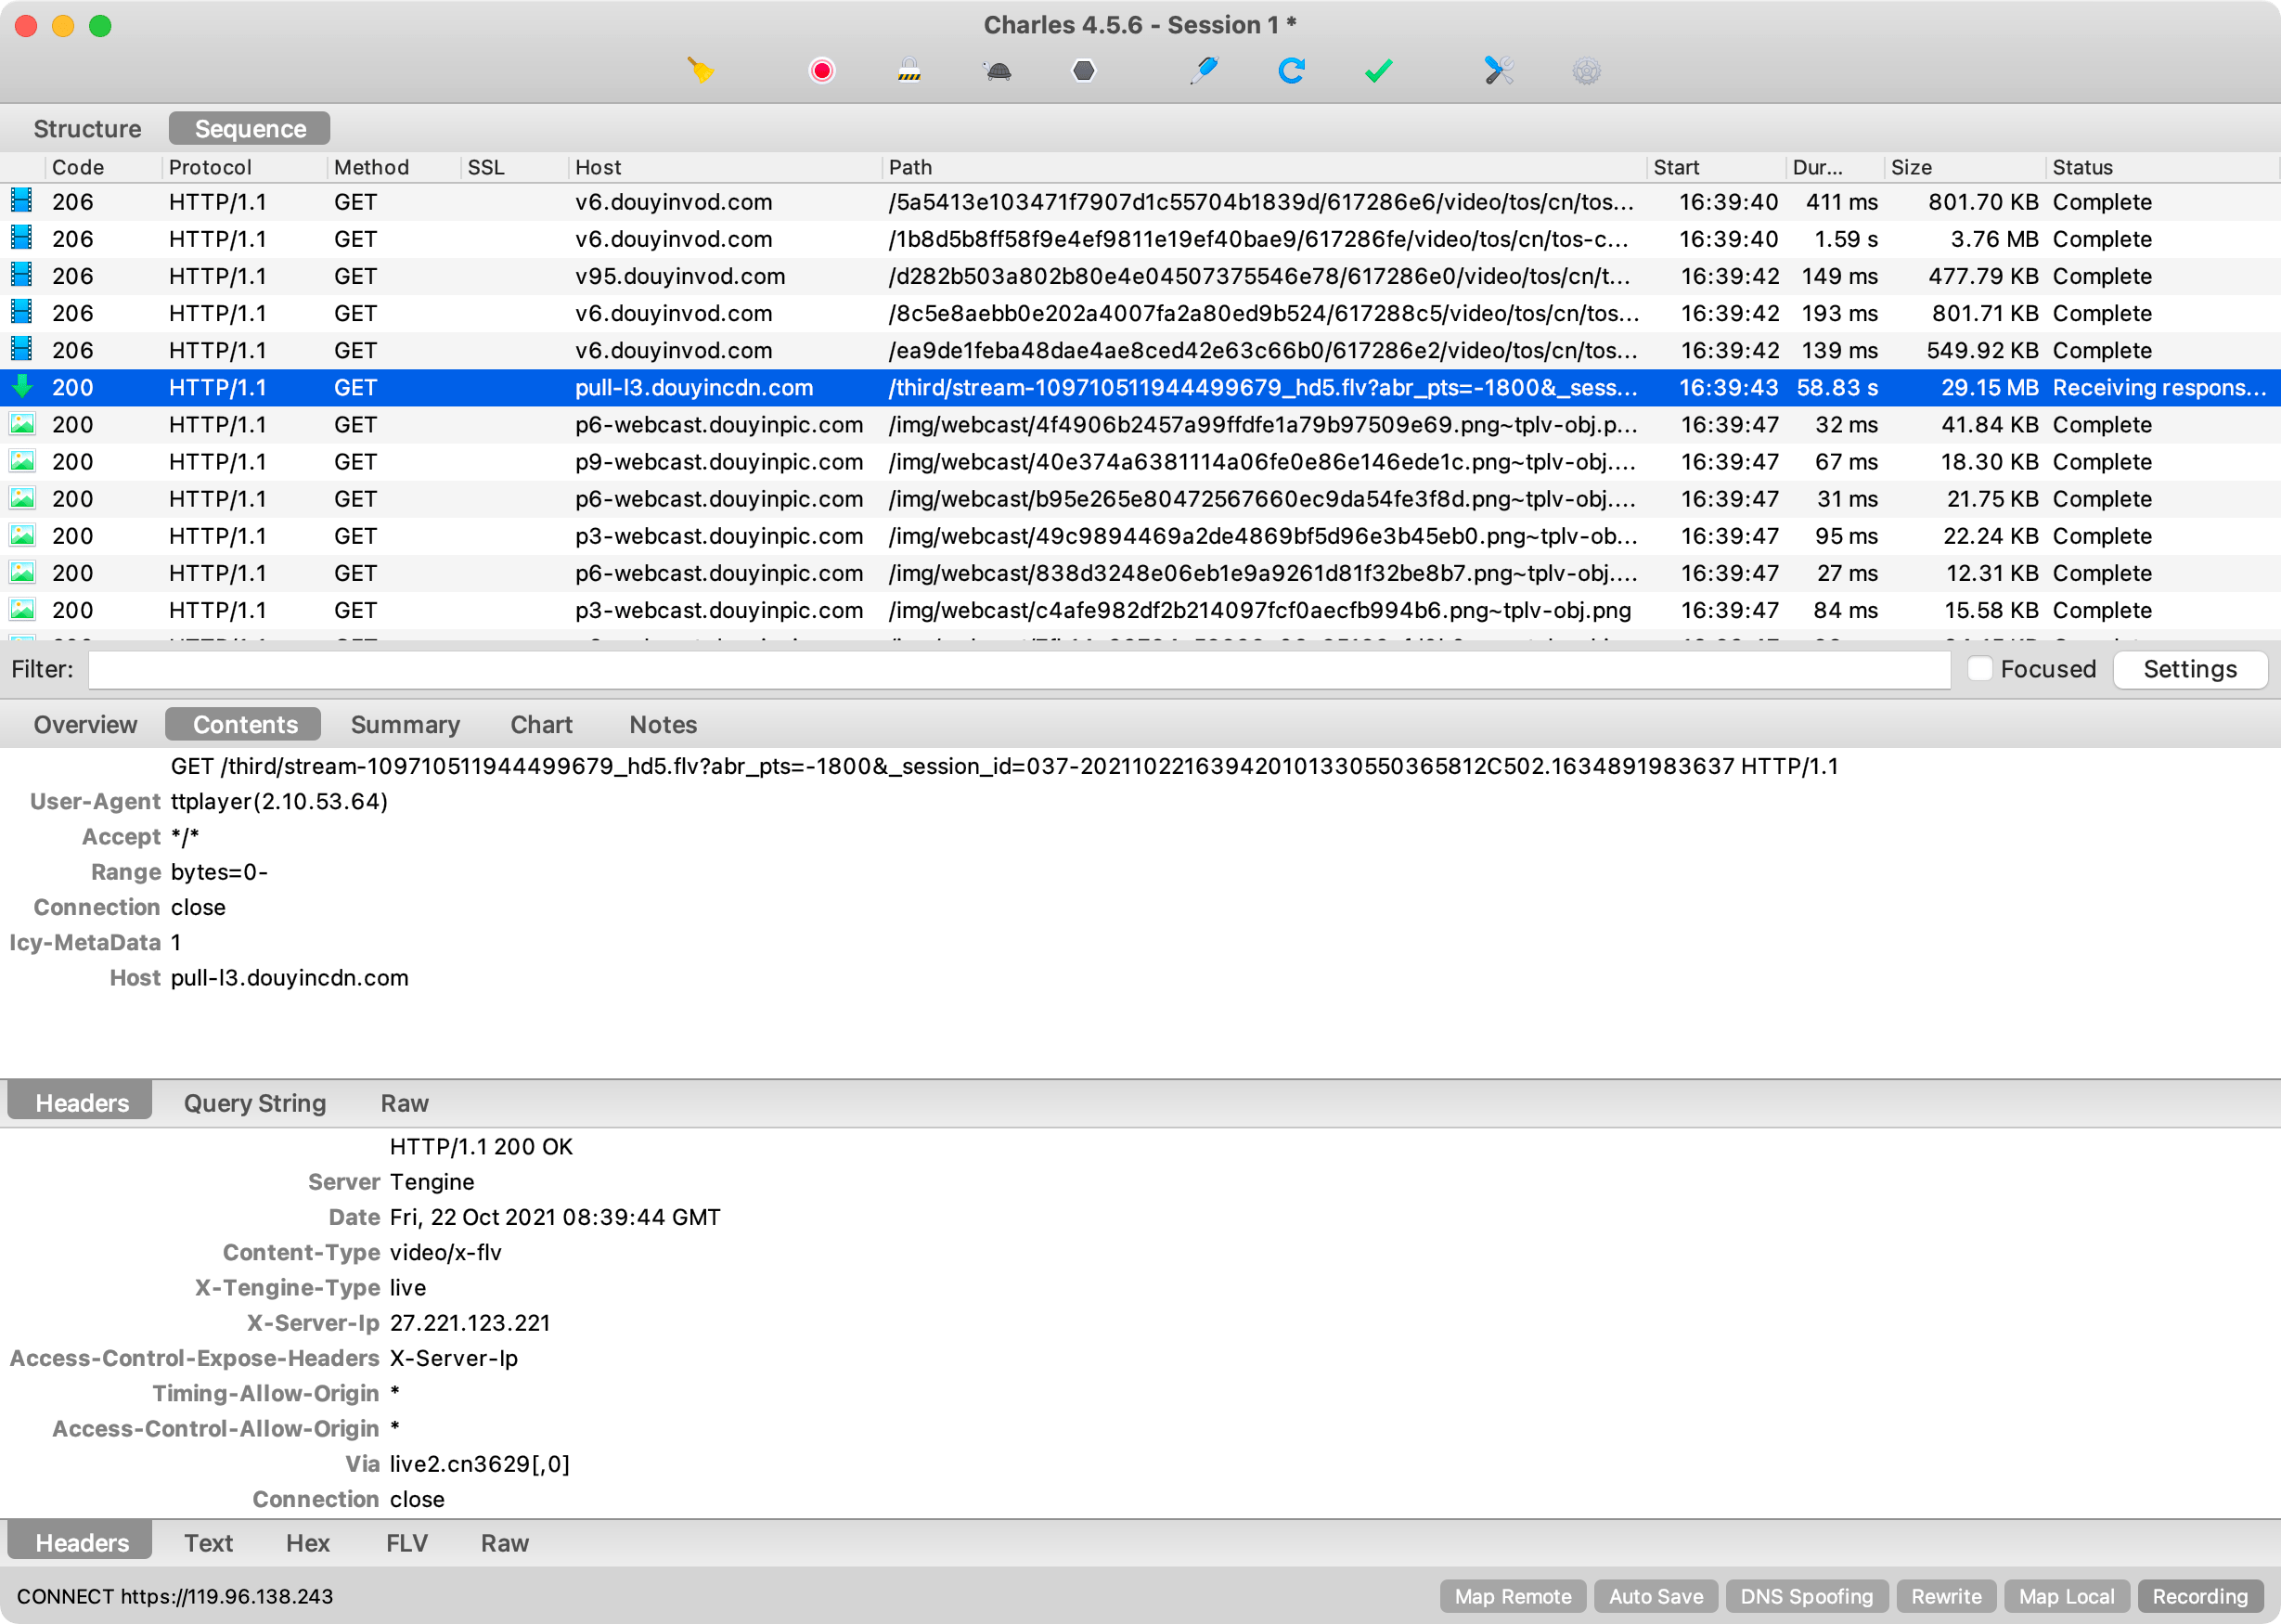 Charles 4.5.6 - Session 1 *
Structure Sequence
Code Protocol Method SSL Host Path Start Dur... Size Status
206 HTTP/1.1 GET v6.douyinvod.com /5a5413e103471f7907d1c55704b1839d/617286e6/video/tos/cn/tos... 16:39:40 411 ms 801.70 KB Complete
206 HTTP/1.1 GET v6.douyinvod.com /1b8d5b8ff58f9e4ef9811e19ef40bae9/617286fe/video/tos/cn/tos-c... 16:39:40 1.59 s 3.76 MB Complete
206 HTTP/1.1 GET v95.douyinvod.com /d282b503a802b80e4e04507375546e78/617286e0/video/tos/cn/t... 16:39:42 149 ms 477.79 KB Complete
206 HTTP/1.1 GET v6.douyinvod.com /8c5e8aebb0e202a4007fa2a80ed9b524/617288c5/video/tos/cn/tos... 16:39:42 193 ms 801.71 KB Complete
206 HTTP/1.1 GET v6.douyinvod.com /ea9de1feba48dae4ae8ced42e63c66b0/617286e2/video/tos/cn/tos... 16:39:42 139 ms 549.92 KB Complete
200 HTTP/1.1 GET pull-l3.douyincdn.com /third/stream-109710511944499679_hd5.flv?abr_pts=-1800&_sess... 16:39:43 58.83 s 29.15 MB Receiving respons...
200 HTTP/1.1 GET p6-webcast.douyinpic.com /img/webcast/4f4906b2457a99ffdfe1a79b97509e69.png~tplv-obj.p... 16:39:47 32 ms 41.84 KB Complete
200 HTTP/1.1 GET p9-webcast.douyinpic.com /img/webcast/40e374a6381114a06fe0e86e146ede1c.png~tplv-obj.... 16:39:47 67 ms 18.30 KB Complete
200 HTTP/1.1 GET p6-webcast.douyinpic.com /img/webcast/b95e265e80472567660ec9da54fe3f8d.png~tplv-obj.... 16:39:47 31 ms 21.75 KB Complete
200 HTTP/1.1 GET p3-webcast.douyinpic.com /img/webcast/49c9894469a2de4869bf5d96e3b45eb0.png~tplv-ob... 16:39:47 95 ms 22.24 KB Complete
200 HTTP/1.1 GET p6-webcast.douyinpic.com /img/webcast/838d3248e06eb1e9a9261d81f32be8b7.png~tplv-obj.... 16:39:47 27 ms 12.31 KB Complete
200 HTTP/1.1 GET p3-webcast.douyinpic.com /img/webcast/c4afe982df2b214097fcf0aecfb994b6.png~tplv-obj.png 16:39:47 84 ms 15.58 KB Complete
Filter: Focused Settings
Overview Contents Summary Chart Notes
GET /third/stream-109710511944499679_hd5.flv?abr_pts=-1800&_session_id=037-20211022163942010133055036​5812C502.1634891983637 HTTP/1.1
User-Agent ttplayer(2.10.53.64)
Accept */*
Range bytes=0-
Connection close
Icy-MetaData 1
Host pull-l3.douyincdn.com
Headers Query String Raw
HTTP/1.1 200 OK
Server Tengine
Date Fri, 22 Oct 2021 08:39:44 GMT
Content-Type video/x-flv
X-Tengine-Type live
X-Server-Ip 27.221.123.221
Access-Control-Expose-Headers X-Server-Ip
Timing-Allow-Origin *
Access-Control-Allow-Origin *
Via live2.cn3629[,0]
Connection close
Headers Text Hex FLV Raw
CONNECT https://119.96.138.243 Map Remote Auto Save DNS Spoofing Rewrite Map Local Recording